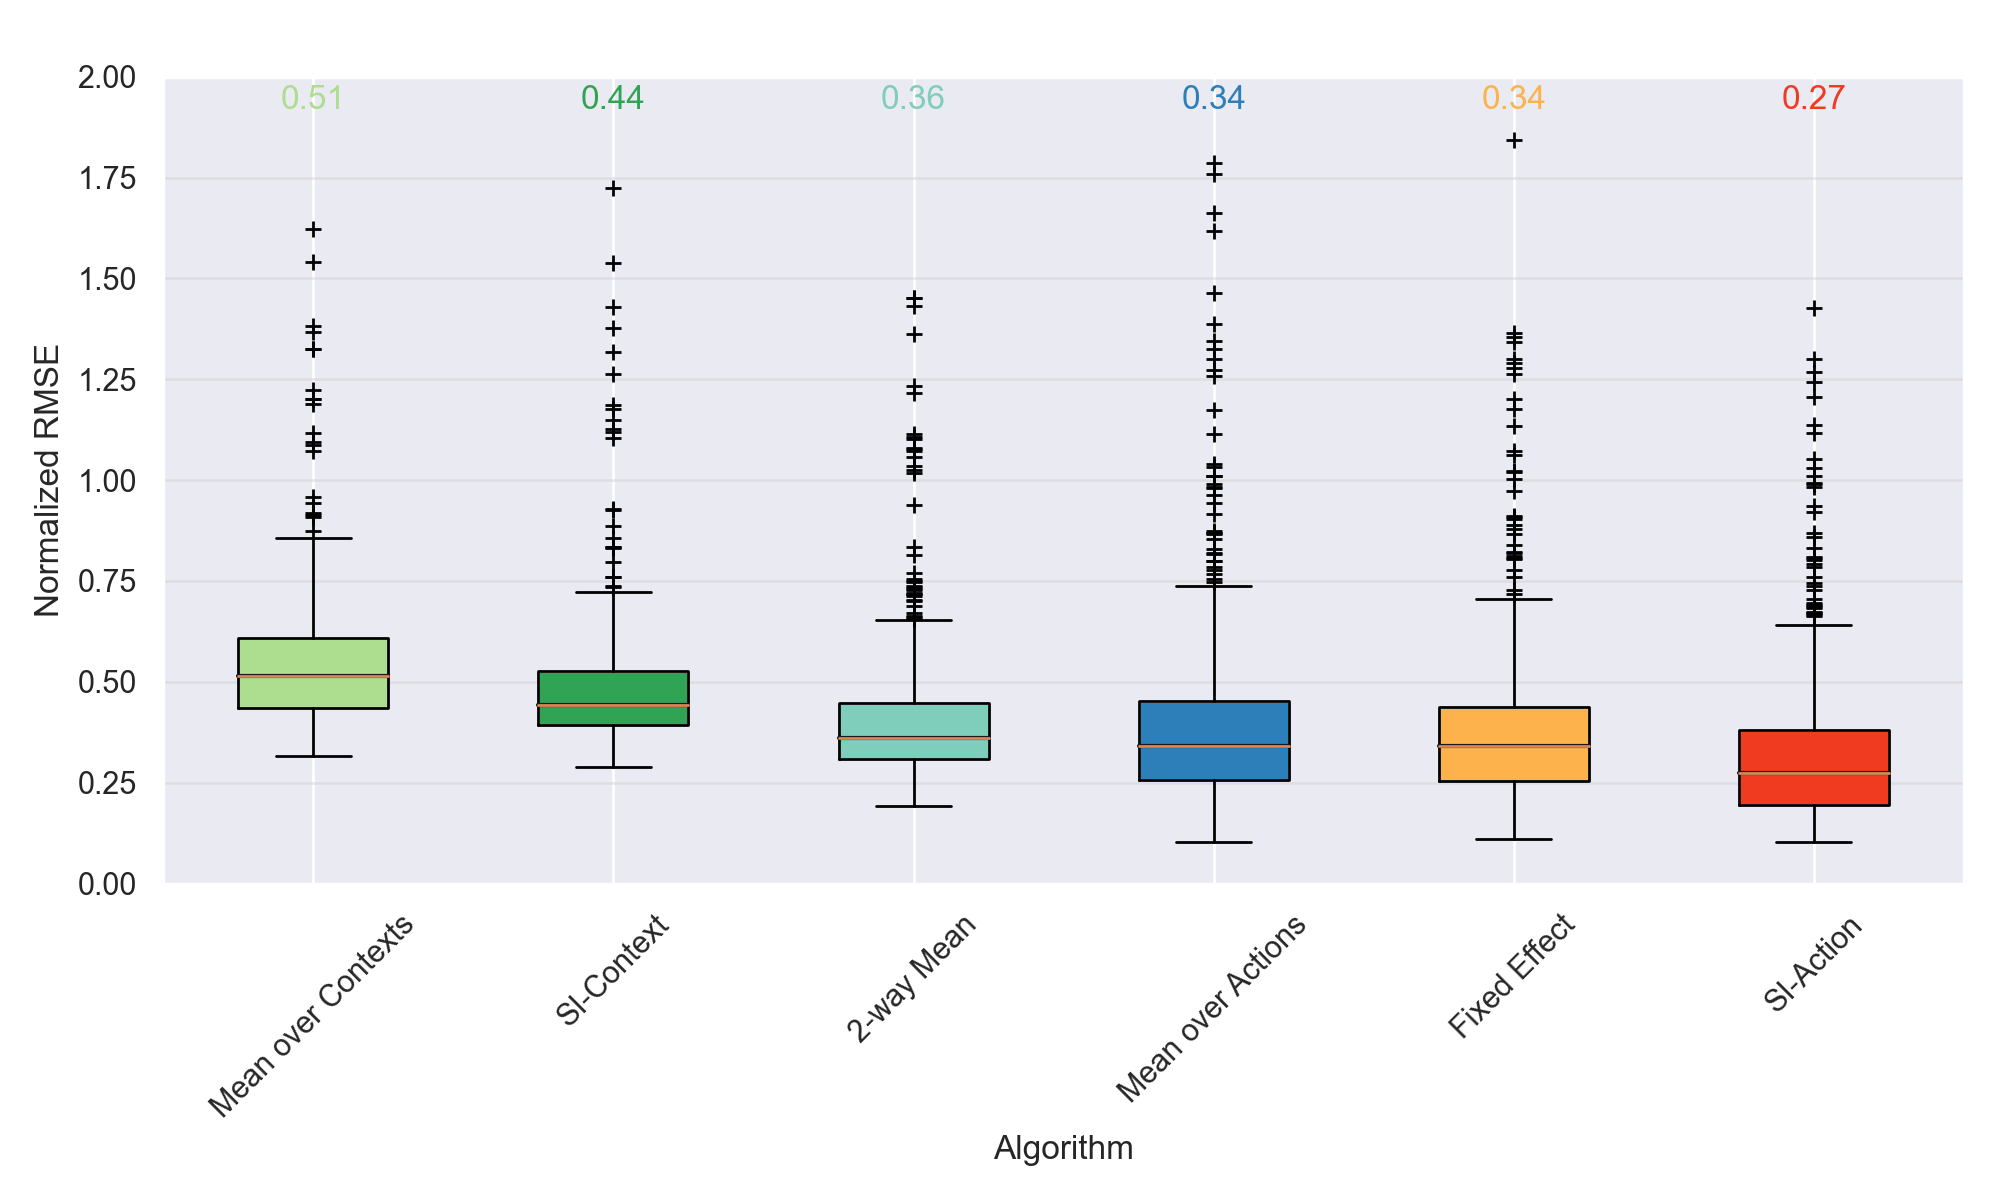 2.00
1.75
1.50
1.25
1.00
0.75
0.50
0.25
0.00
Normalized RMSE
0.51 0.44 0.36 0.34 0.34 0.27
Mean over Contexts
SI-Context
2-way Mean
Mean over Actions
Fixed Effect
SI-Action
Algorithm